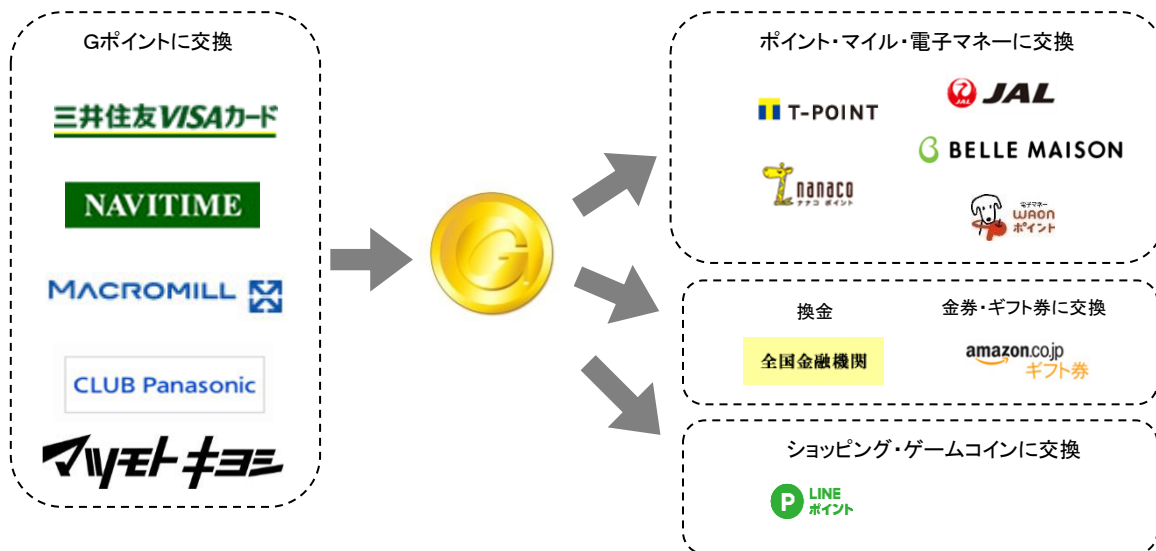 Gポイントに交換
三井住友VISAカード
NAVITIME
MACROMILL
CLUB Panasonic
マツモトキヨシ
G
ポイント・マイル・電子マネーに交換
T-POINT
JAL
JAL
BELLE MAISON
nanaco
ナナコ ポイント
電子マネー
WAON
ポイント
換金
全国金融機関
金券・ギフト券に交換
amazon.co.jp
ギフト券
ショッピング・ゲームコインに交換
P
LINE
ポイント